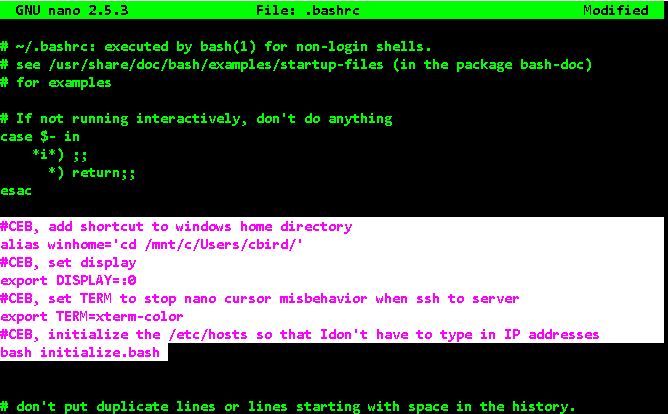 GNU nano 2.5.3 File: .bashrc Modified
# ~/.bashrc: executed by bash(1) for non-login shells.
# see /usr/share/doc/bash/examples/startup-files (in the package bash-doc)
# for examples
# If not running interactively, don't do anything
case $- in
    *i*) ;;
      *) return;;
esac
#CEB, add shortcut to windows home directory
alias winhome='cd /mnt/c/Users/cbird/'
#CEB, set display
export DISPLAY=:0
#CEB, set TERM to stop nano cursor misbehavior when ssh to server
export TERM=xterm-color
#CEB, initialize the /etc/hosts so that Idon't have to type in IP addresses
bash initialize.bash
# don't put duplicate lines or lines starting with space in the history.